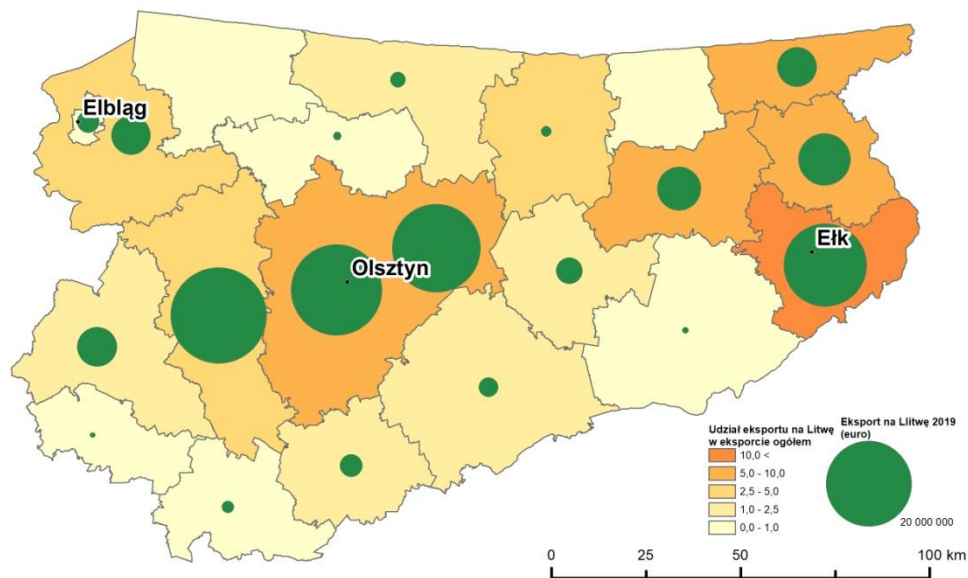 Elbląg
Olsztyn
Ełk
Udział eksportu na Litwę
w eksporcie ogółem
10,0 <
5,0 - 10,0
2,5 - 5,0
1,0 - 2,5
0,0 - 1,0
Eksport na Llitwę 2019
(euro)
20 000 000
0 25 50 100 km